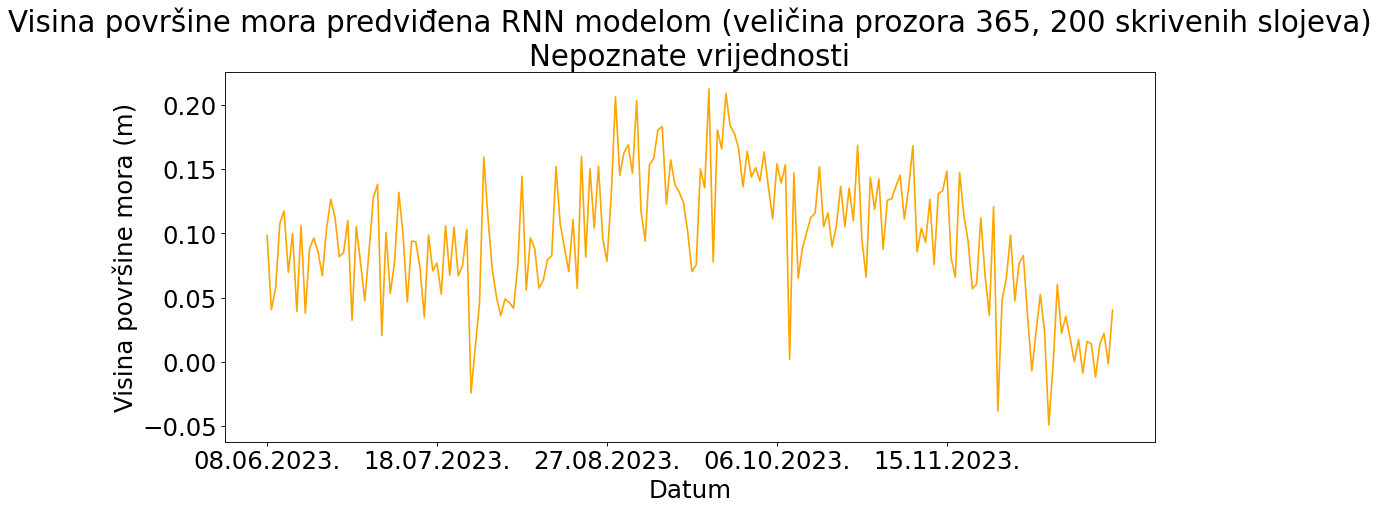 Visina površine mora predviđena RNN modelom (veličina prozora 365, 200 skrivenih slojeva)
Nepoznate vrijednosti
Visina površine mora (m)
0.20
0.15
0.10
0.05
0.00
−0.05
08.06.2023. 18.07.2023. 27.08.2023. 06.10.2023. 15.11.2023.
Datum